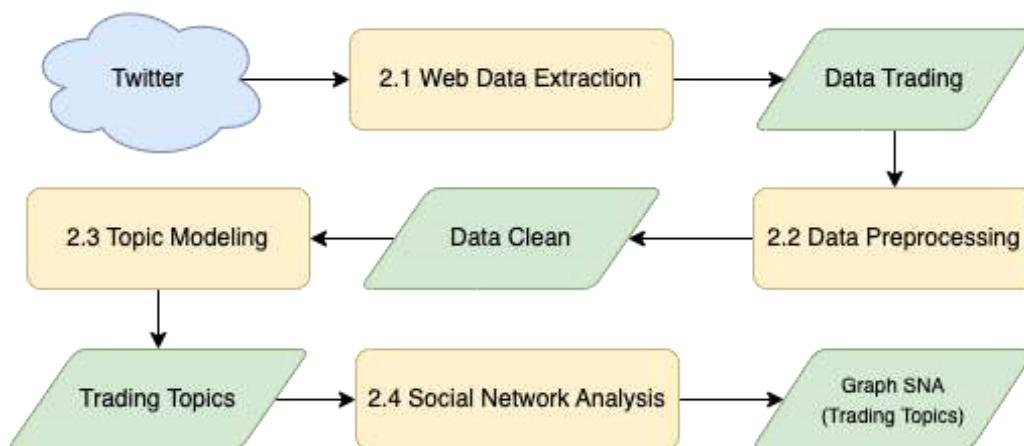 Twitter
2.1 Web Data Extraction
Data Trading
2.2 Data Preprocessing
Data Clean
2.3 Topic Modeling
Trading Topics
2.4 Social Network Analysis
Graph SNA
(Trading Topics)